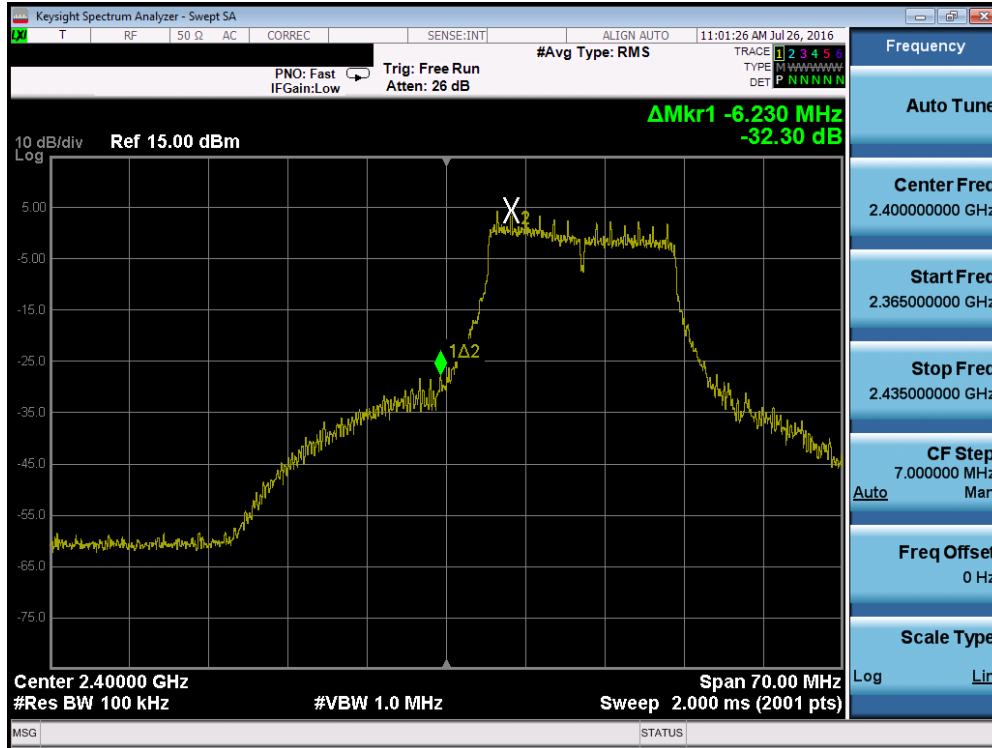 Keysight Spectrum Analyzer - Swept SA
LXI T RF 50 Ω AC CORREC SENSE:INT ALIGN AUTO 11:01:26 AM Jul 26, 2016
PNO: Fast
IFGain:Low
Trig: Free Run
Atten: 26 dB
#Avg Type: RMS
TRACE 1 2 3 4 5 6
TYPE M W W W W W
DET P N N N N N
ΔMkr1 -6.230 MHz
-32.30 dB
10 dB/div Ref 15.00 dBm
Log
5.00
-5.00
-15.0
-25.0
-35.0
-45.0
-55.0
-65.0
-75.0
X2
1Δ2
Center 2.40000 GHz Span 70.00 MHz
#Res BW 100 kHz #VBW 1.0 MHz Sweep 2.000 ms (2001 pts)
MSG STATUS
Frequency
Auto Tune
Center Freq
2.400000000 GHz
Start Freq
2.365000000 GHz
Stop Freq
2.435000000 GHz
CF Step
7.000000 MHz
Auto Man
Freq Offset
0 Hz
Scale Type
Log Lin